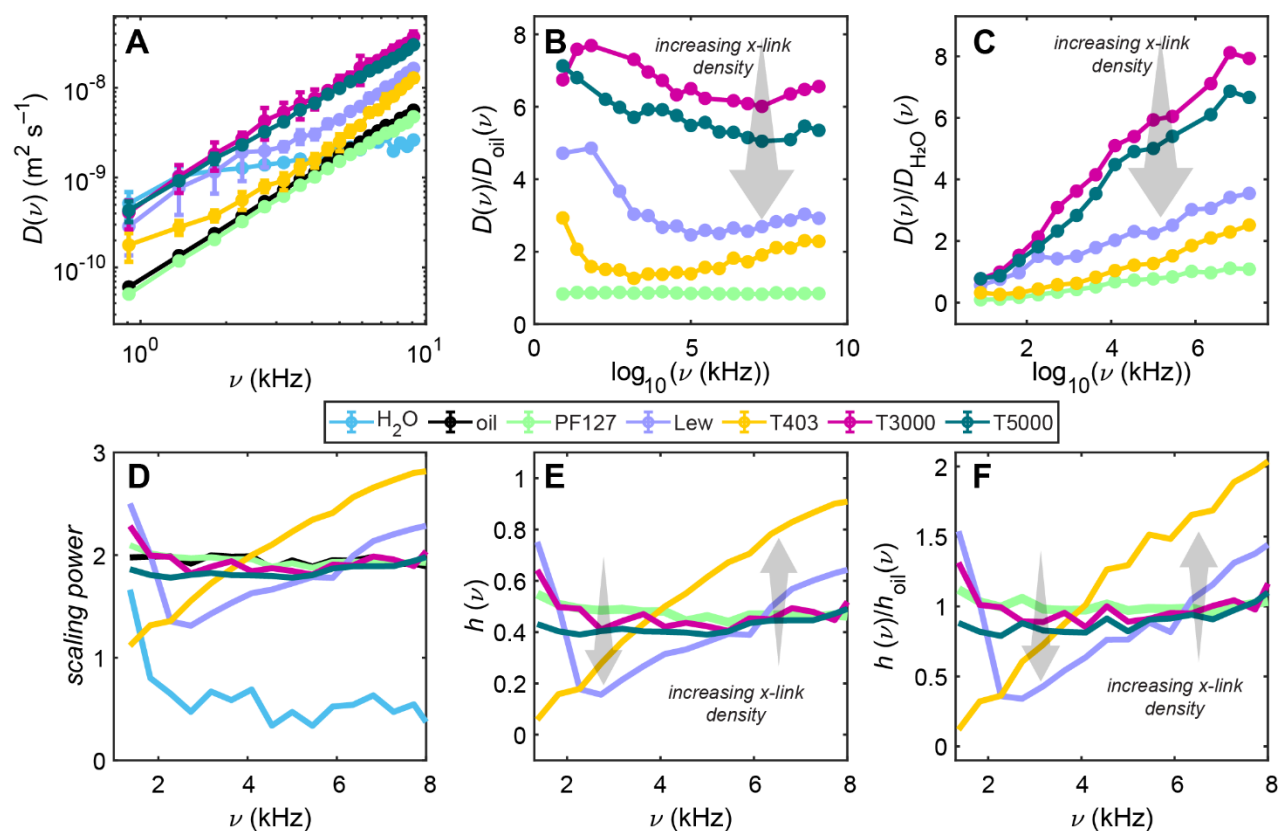 A
B
C
D(ν) (m² s⁻¹)
10⁻⁸
10⁻⁹
10⁻¹⁰
10⁰
10¹
ν (kHz)
increasing x-link
density
D(ν)/D_oil(ν)
8
6
4
2
0
0
5
10
log₁₀(ν (kHz))
increasing x-link
density
D(ν)/D_H₂O(ν)
8
6
4
2
0
2
4
6
log₁₀(ν (kHz))
H₂O oil PF127 Lew T403 T3000 T5000
D
E
F
scaling power
3
2
1
0
2
4
6
8
ν (kHz)
h (ν)
1
0.8
0.6
0.4
0.2
0
increasing x-link
density
2
4
6
8
ν (kHz)
h (ν)/h_oil(ν)
2
1.5
1
0.5
0
increasing x-link
density
2
4
6
8
ν (kHz)